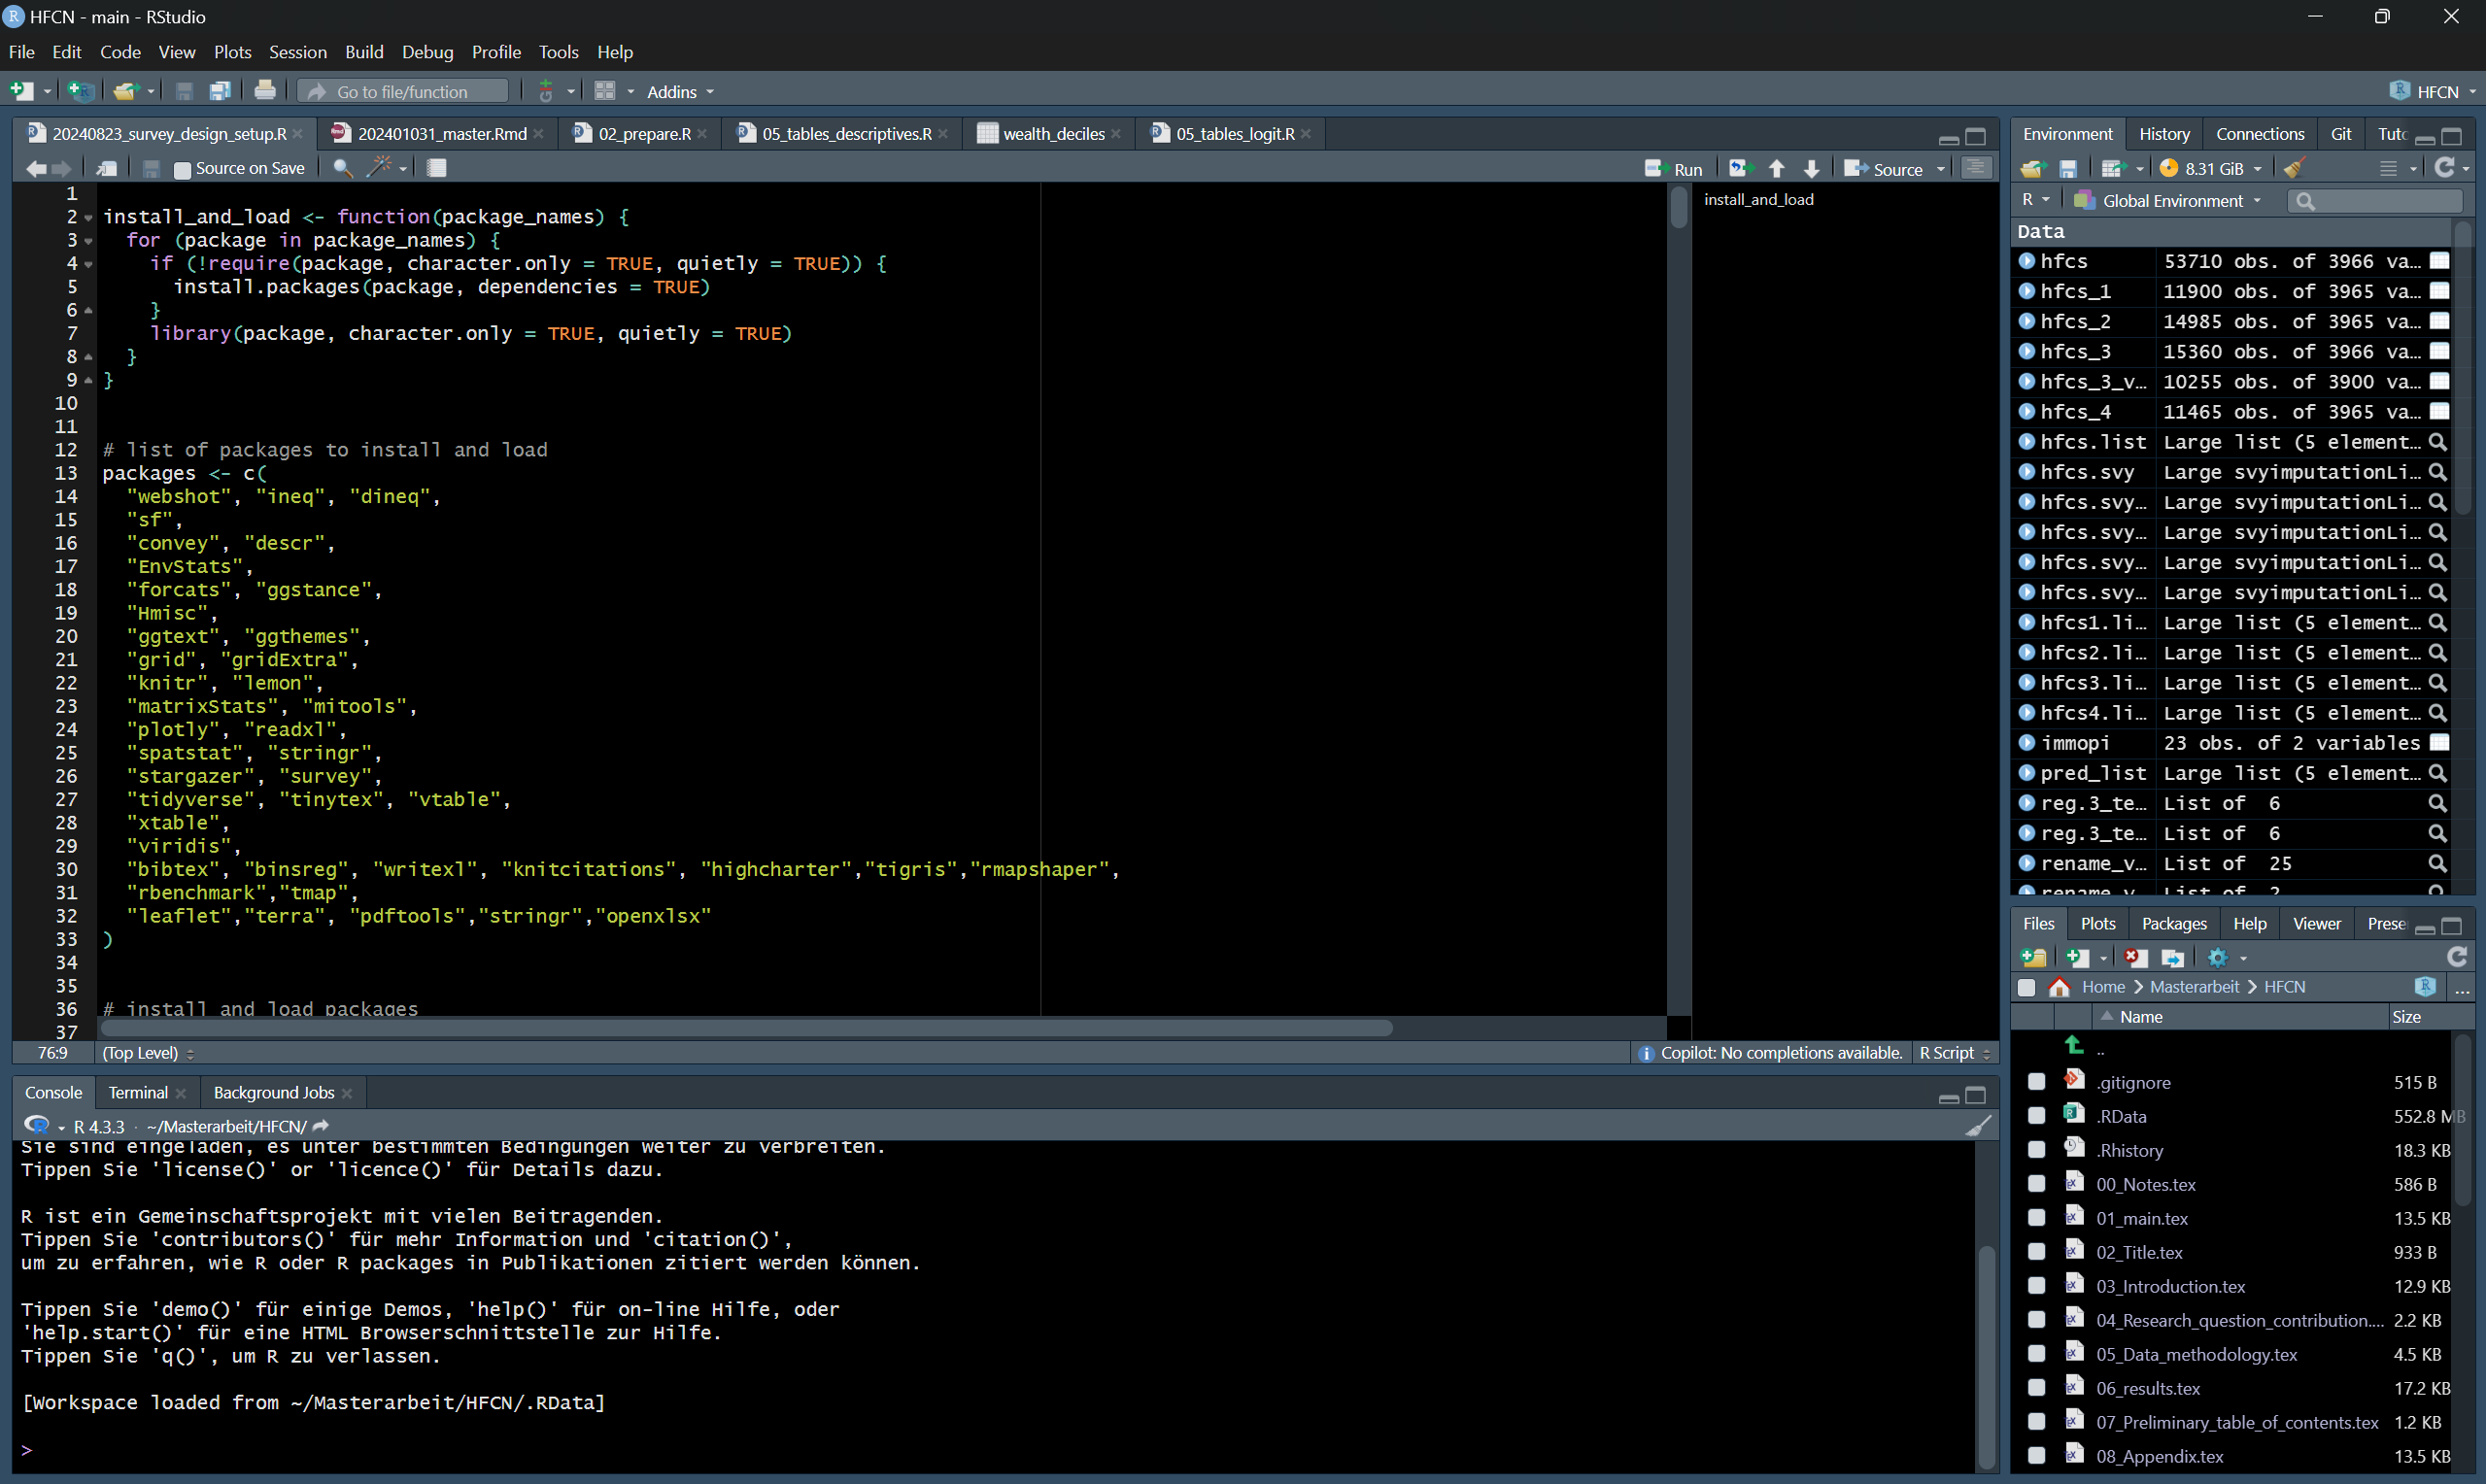 HFCN - main - RStudio
File Edit Code View Plots Session Build Debug Profile Tools Help
Go to file/function Addins HFCN
20240823_survey_design_setup.R 202401031_master.Rmd 02_prepare.R 05_tables_descriptives.R wealth_deciles 05_tables_logit.R
Source on Save Run Source
1
2 install_and_load <- function(package_names) {
3 for (package in package_names) {
4 if (!require(package, character.only = TRUE, quietly = TRUE)) {
5 install.packages(package, dependencies = TRUE)
6 }
7 library(package, character.only = TRUE, quietly = TRUE)
8 }
9 }
10
11
12 # list of packages to install and load
13 packages <- c(
14 "webshot", "ineq", "dineq",
15 "sf",
16 "convey", "descr",
17 "EnvStats",
18 "forcats", "ggstance",
19 "Hmisc",
20 "ggtext", "ggthemes",
21 "grid", "gridExtra",
22 "knitr", "lemon",
23 "matrixStats", "mitools",
24 "plotly", "readxl",
25 "spatstat", "stringr",
26 "stargazer", "survey",
27 "tidyverse", "tinytex", "vtable",
28 "xtable",
29 "viridis",
30 "bibtex", "binsreg", "writexl", "knitcitations", "highcharter","tigris","rmapshaper",
31 "rbenchmark","tmap",
32 "leaflet","terra", "pdftools","stringr","openxlsx"
33 )
34
35
36 # install and load packages
37
install_and_load
76:9 (Top Level) Copilot: No completions available. R Script
Console Terminal Background Jobs
R 4.3.3 · ~/Masterarbeit/HFCN/
Sie sind eingeladen, es unter bestimmten Bedingungen weiter zu verbreiten.
Tippen Sie 'license()' or 'licence()' für Details dazu.
R ist ein Gemeinschaftsprojekt mit vielen Beitragenden.
Tippen Sie 'contributors()' für mehr Information und 'citation()',
um zu erfahren, wie R oder R packages in Publikationen zitiert werden können.
Tippen Sie 'demo()' für einige Demos, 'help()' für on-line Hilfe, oder
'help.start()' für eine HTML Browserschnittstelle zur Hilfe.
Tippen Sie 'q()', um R zu verlassen.
[Workspace loaded from ~/Masterarbeit/HFCN/.RData]
>
Environment History Connections Git Tuto
8.31 GiB
R Global Environment
Data
hfcs 53710 obs. of 3966 va…
hfcs_1 11900 obs. of 3965 va…
hfcs_2 14985 obs. of 3965 va…
hfcs_3 15360 obs. of 3966 va…
hfcs_3_v… 10255 obs. of 3900 va…
hfcs_4 11465 obs. of 3965 va…
hfcs.list Large list (5 element…
hfcs.svy Large svyimputationLi…
hfcs.svy… Large svyimputationLi…
hfcs.svy… Large svyimputationLi…
hfcs.svy… Large svyimputationLi…
hfcs.svy… Large svyimputationLi…
hfcs1.li… Large list (5 element…
hfcs2.li… Large list (5 element…
hfcs3.li… Large list (5 element…
hfcs4.li… Large list (5 element…
immopi 23 obs. of 2 variables
pred_list Large list (5 element…
reg.3_te… List of 6
reg.3_te… List of 6
rename_v… List of 25
rename_v… List of 2
Files Plots Packages Help Viewer Prese
Home Masterarbeit HFCN ...
Name Size
..
.gitignore 515 B
.RData 552.8 MB
.Rhistory 18.3 KB
00_Notes.tex 586 B
01_main.tex 13.5 KB
02_Title.tex 933 B
03_Introduction.tex 12.9 KB
04_Research_question_contribution.... 2.2 KB
05_Data_methodology.tex 4.5 KB
06_results.tex 17.2 KB
07_Preliminary_table_of_contents.tex 1.2 KB
08_Appendix.tex 13.5 KB